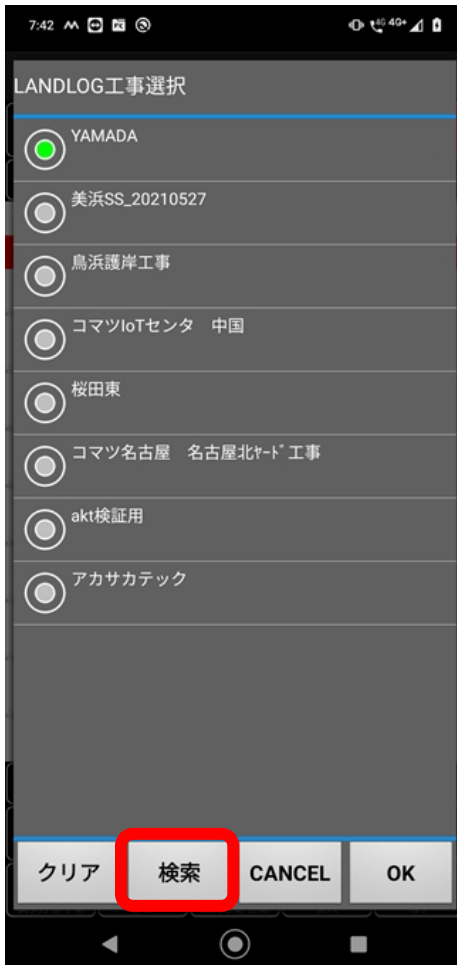 7:42
4G 4G+
LANDLOG工事選択
YAMADA
美浜SS_20210527
鳥浜護岸工事
コマツIoTセンタ　中国
桜田東
コマツ名古屋　名古屋北ﾔｰﾄﾞ工事
akt検証用
アカサカテック
クリア
検索
CANCEL
OK